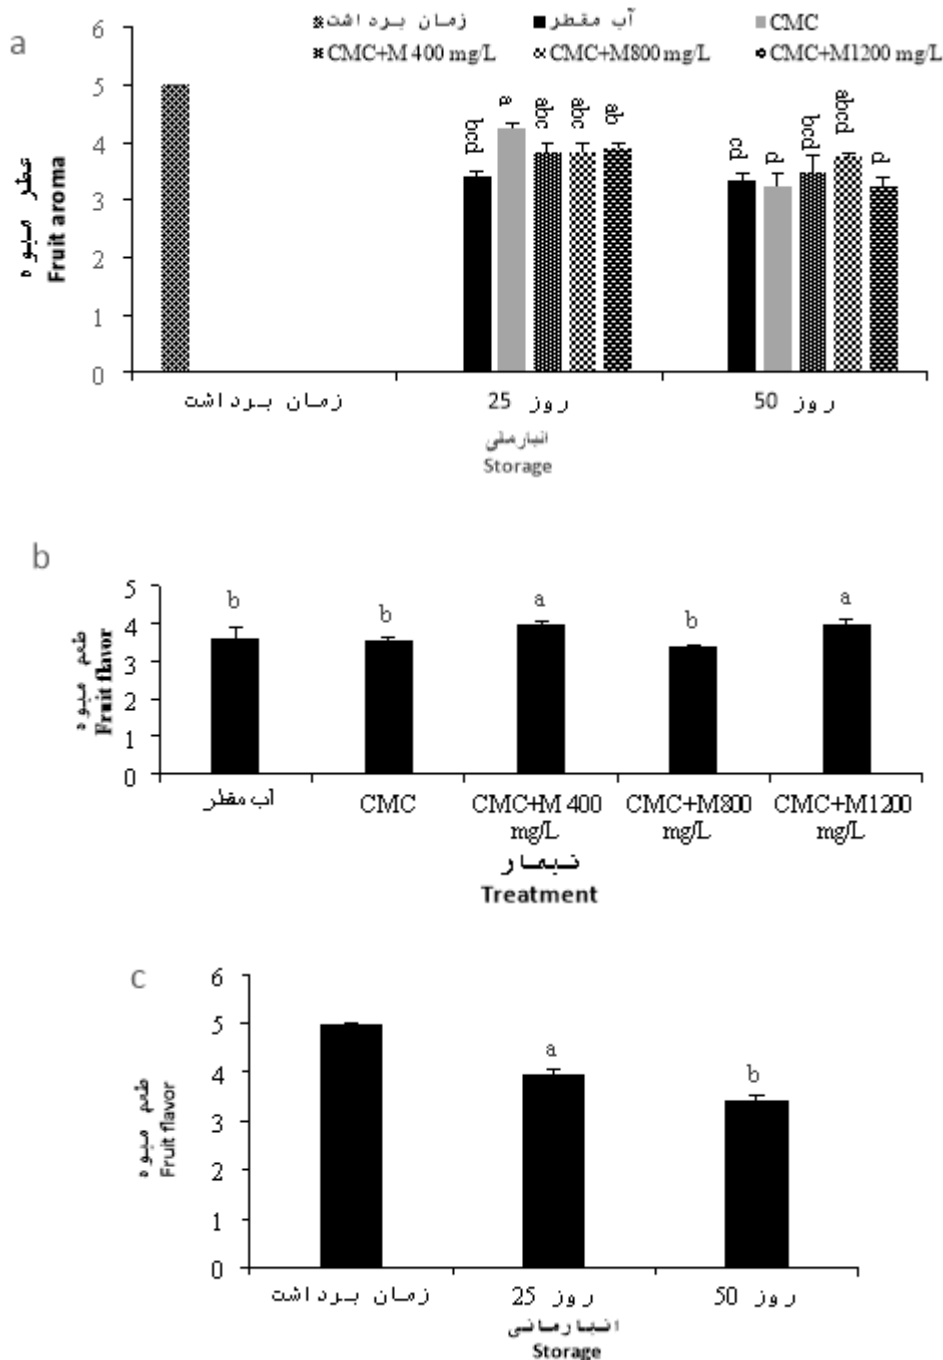 a
زمان برداشت آب مقطر CMC
CMC+M 400 mg/L CMC+M800 mg/L CMC+M1200 mg/L
6
5
4
3
2
1
0
عطر میوه
Fruit aroma
bcd a abc abc ab
cd d bcd abcd d
زمان برداشت 25 روز 50 روز
انبارمانی
Storage
b
5
4
3
2
1
0
طعم میوه
Fruit flavor
b b a b a
آب مقطر CMC CMC+M 400 mg/L CMC+M800 mg/L CMC+M1200 mg/L
تیمار
Treatment
c
6
5
4
3
2
1
0
طعم میوه
Fruit flavor
a b
زمان برداشت 25 روز 50 روز
انبارمانی
Storage